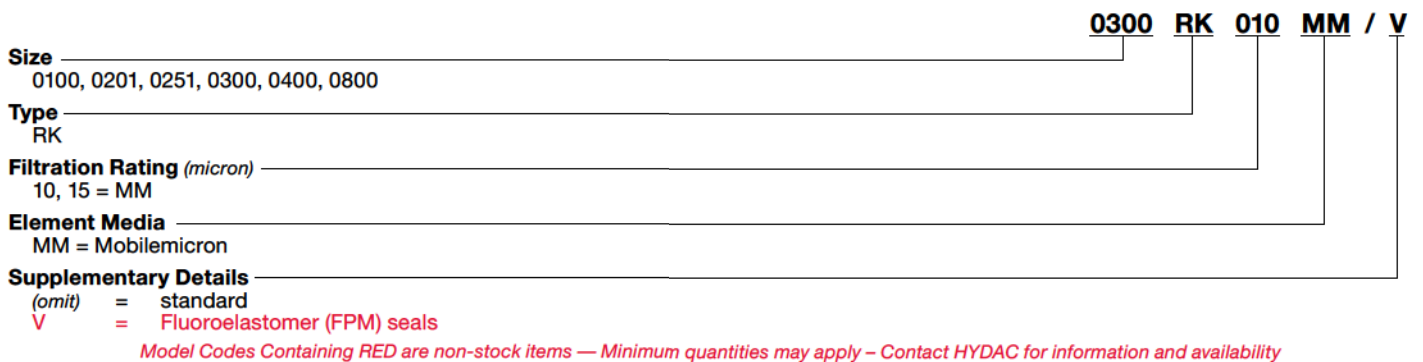 0300 RK 010 MM / V
Size
0100, 0201, 0251, 0300, 0400, 0800
Type
RK
Filtration Rating (micron)
10, 15 = MM
Element Media
MM = Mobilemicron
Supplementary Details
(omit) = standard
V = Fluoroelastomer (FPM) seals
Model Codes Containing RED are non-stock items — Minimum quantities may apply – Contact HYDAC for information and availability